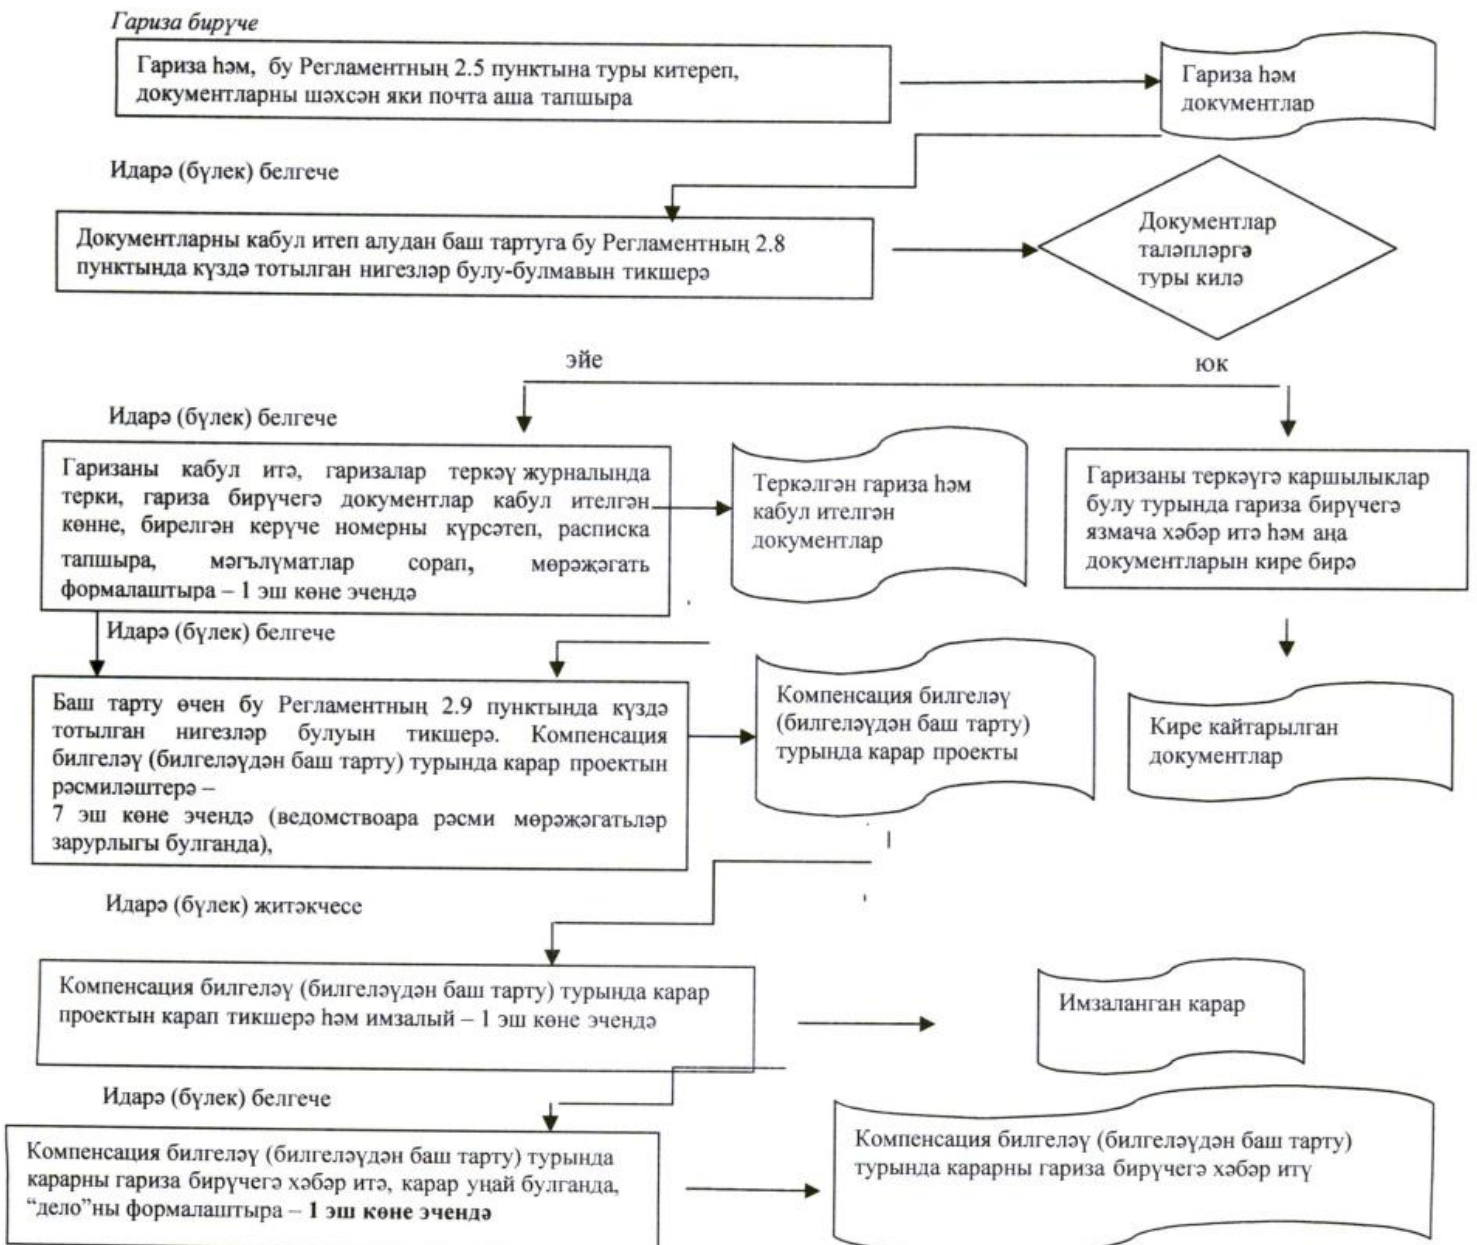 Гариза бирүче
Гариза һәм, бу Регламентның 2.5 пунктына туры китереп,
документларны шәхсән яки почта аша тапшыра
Гариза һәм
документлар
Идарә (бүлек) белгече
Документларны кабул итеп алудан баш тартуга бу Регламентның 2.8
пунктында күздә тотылган нигезләр булу-булмавын тикшерә
Документлар
таләпләргә
туры килә
эйе
юк
Идарә (бүлек) белгече
Гаризаны кабул итә, гаризалар теркәү журналында
терки, гариза бирүчегә документлар кабул ителгән
көнне, бирелгән керүче номерны күрсәтеп, расписка
тапшыра, мәгълүматлар сорап, мөрәҗәгать
формалаштыра – 1 эш көне эчендә
Теркәлгән гариза һәм
кабул ителгән
документлар
Гаризаны теркәүгә каршылыклар
булу турында гариза бирүчегә
язмача хәбәр итә һәм аңа
документларын кире бирә
Идарә (бүлек) белгече
Баш тарту өчен бу Регламентның 2.9 пунктында күздә
тотылган нигезләр булуын тикшерә. Компенсация
билгеләү (билгеләүдән баш тарту) турында карар проектын
рәсмиләштерә –
7 эш көне эчендә (ведомствоара рәсми мөрәҗәгатьләр
зарурлыгы булганда),
Компенсация билгеләү
(билгеләүдән баш тарту)
турында карар проекты
Кире кайтарылган
документлар
Идарә (бүлек) җитәкчесе
Компенсация билгеләү (билгеләүдән баш тарту) турында карар
проектын карап тикшерә һәм имзалый – 1 эш көне эчендә
Имзаланган карар
Идарә (бүлек) белгече
Компенсация билгеләү (билгеләүдән баш тарту) турында
карарны гариза бирүчегә хәбәр итә, карар уңай булганда,
“дело”ны формалаштыра – 1 эш көне эчендә
Компенсация билгеләү (билгеләүдән баш тарту)
турында карарны гариза бирүчегә хәбәр итү